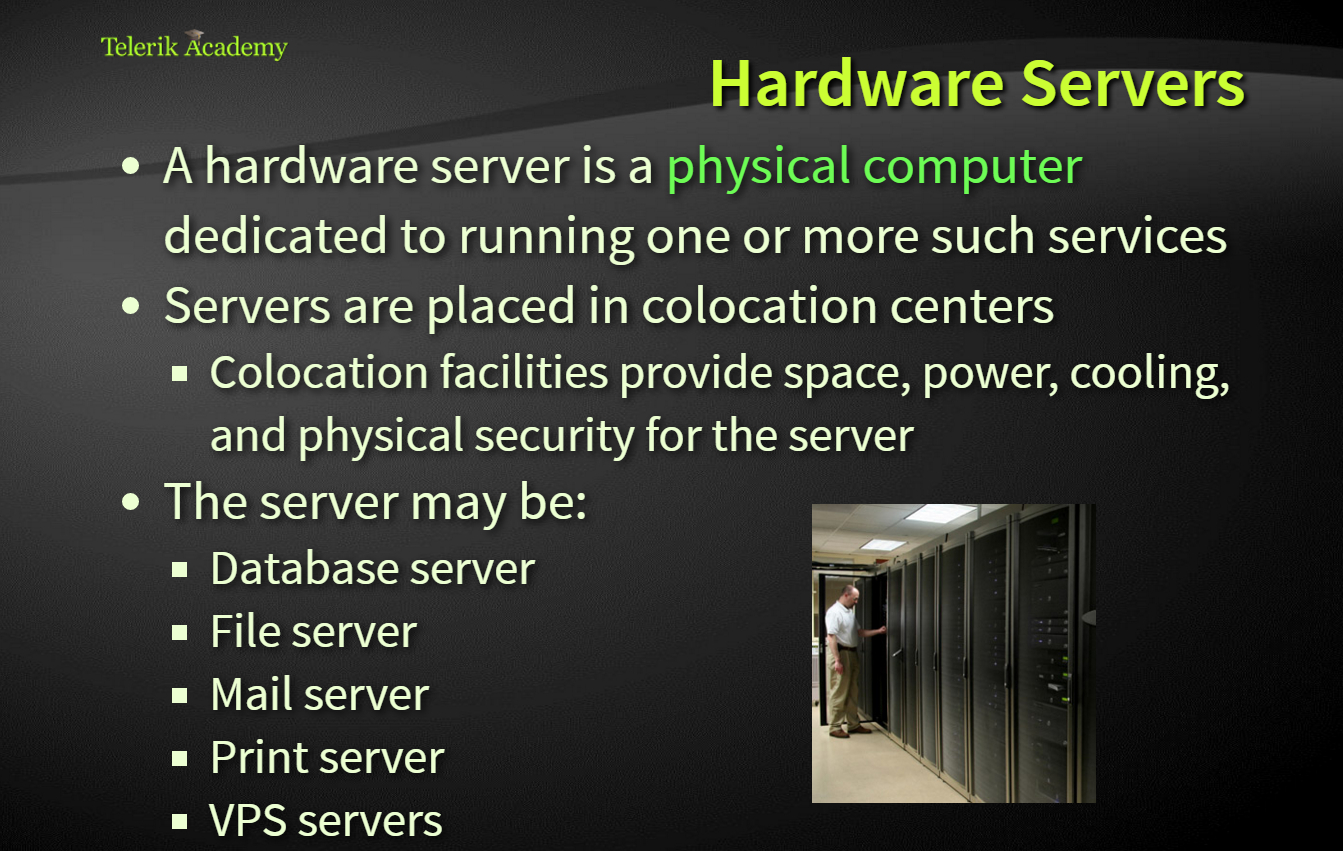 Telerik Academy
Hardware Servers
• A hardware server is a physical computer
dedicated to running one or more such services
• Servers are placed in colocation centers
▪ Colocation facilities provide space, power, cooling,
and physical security for the server
• The server may be:
▪ Database server
▪ File server
▪ Mail server
▪ Print server
▪ VPS servers